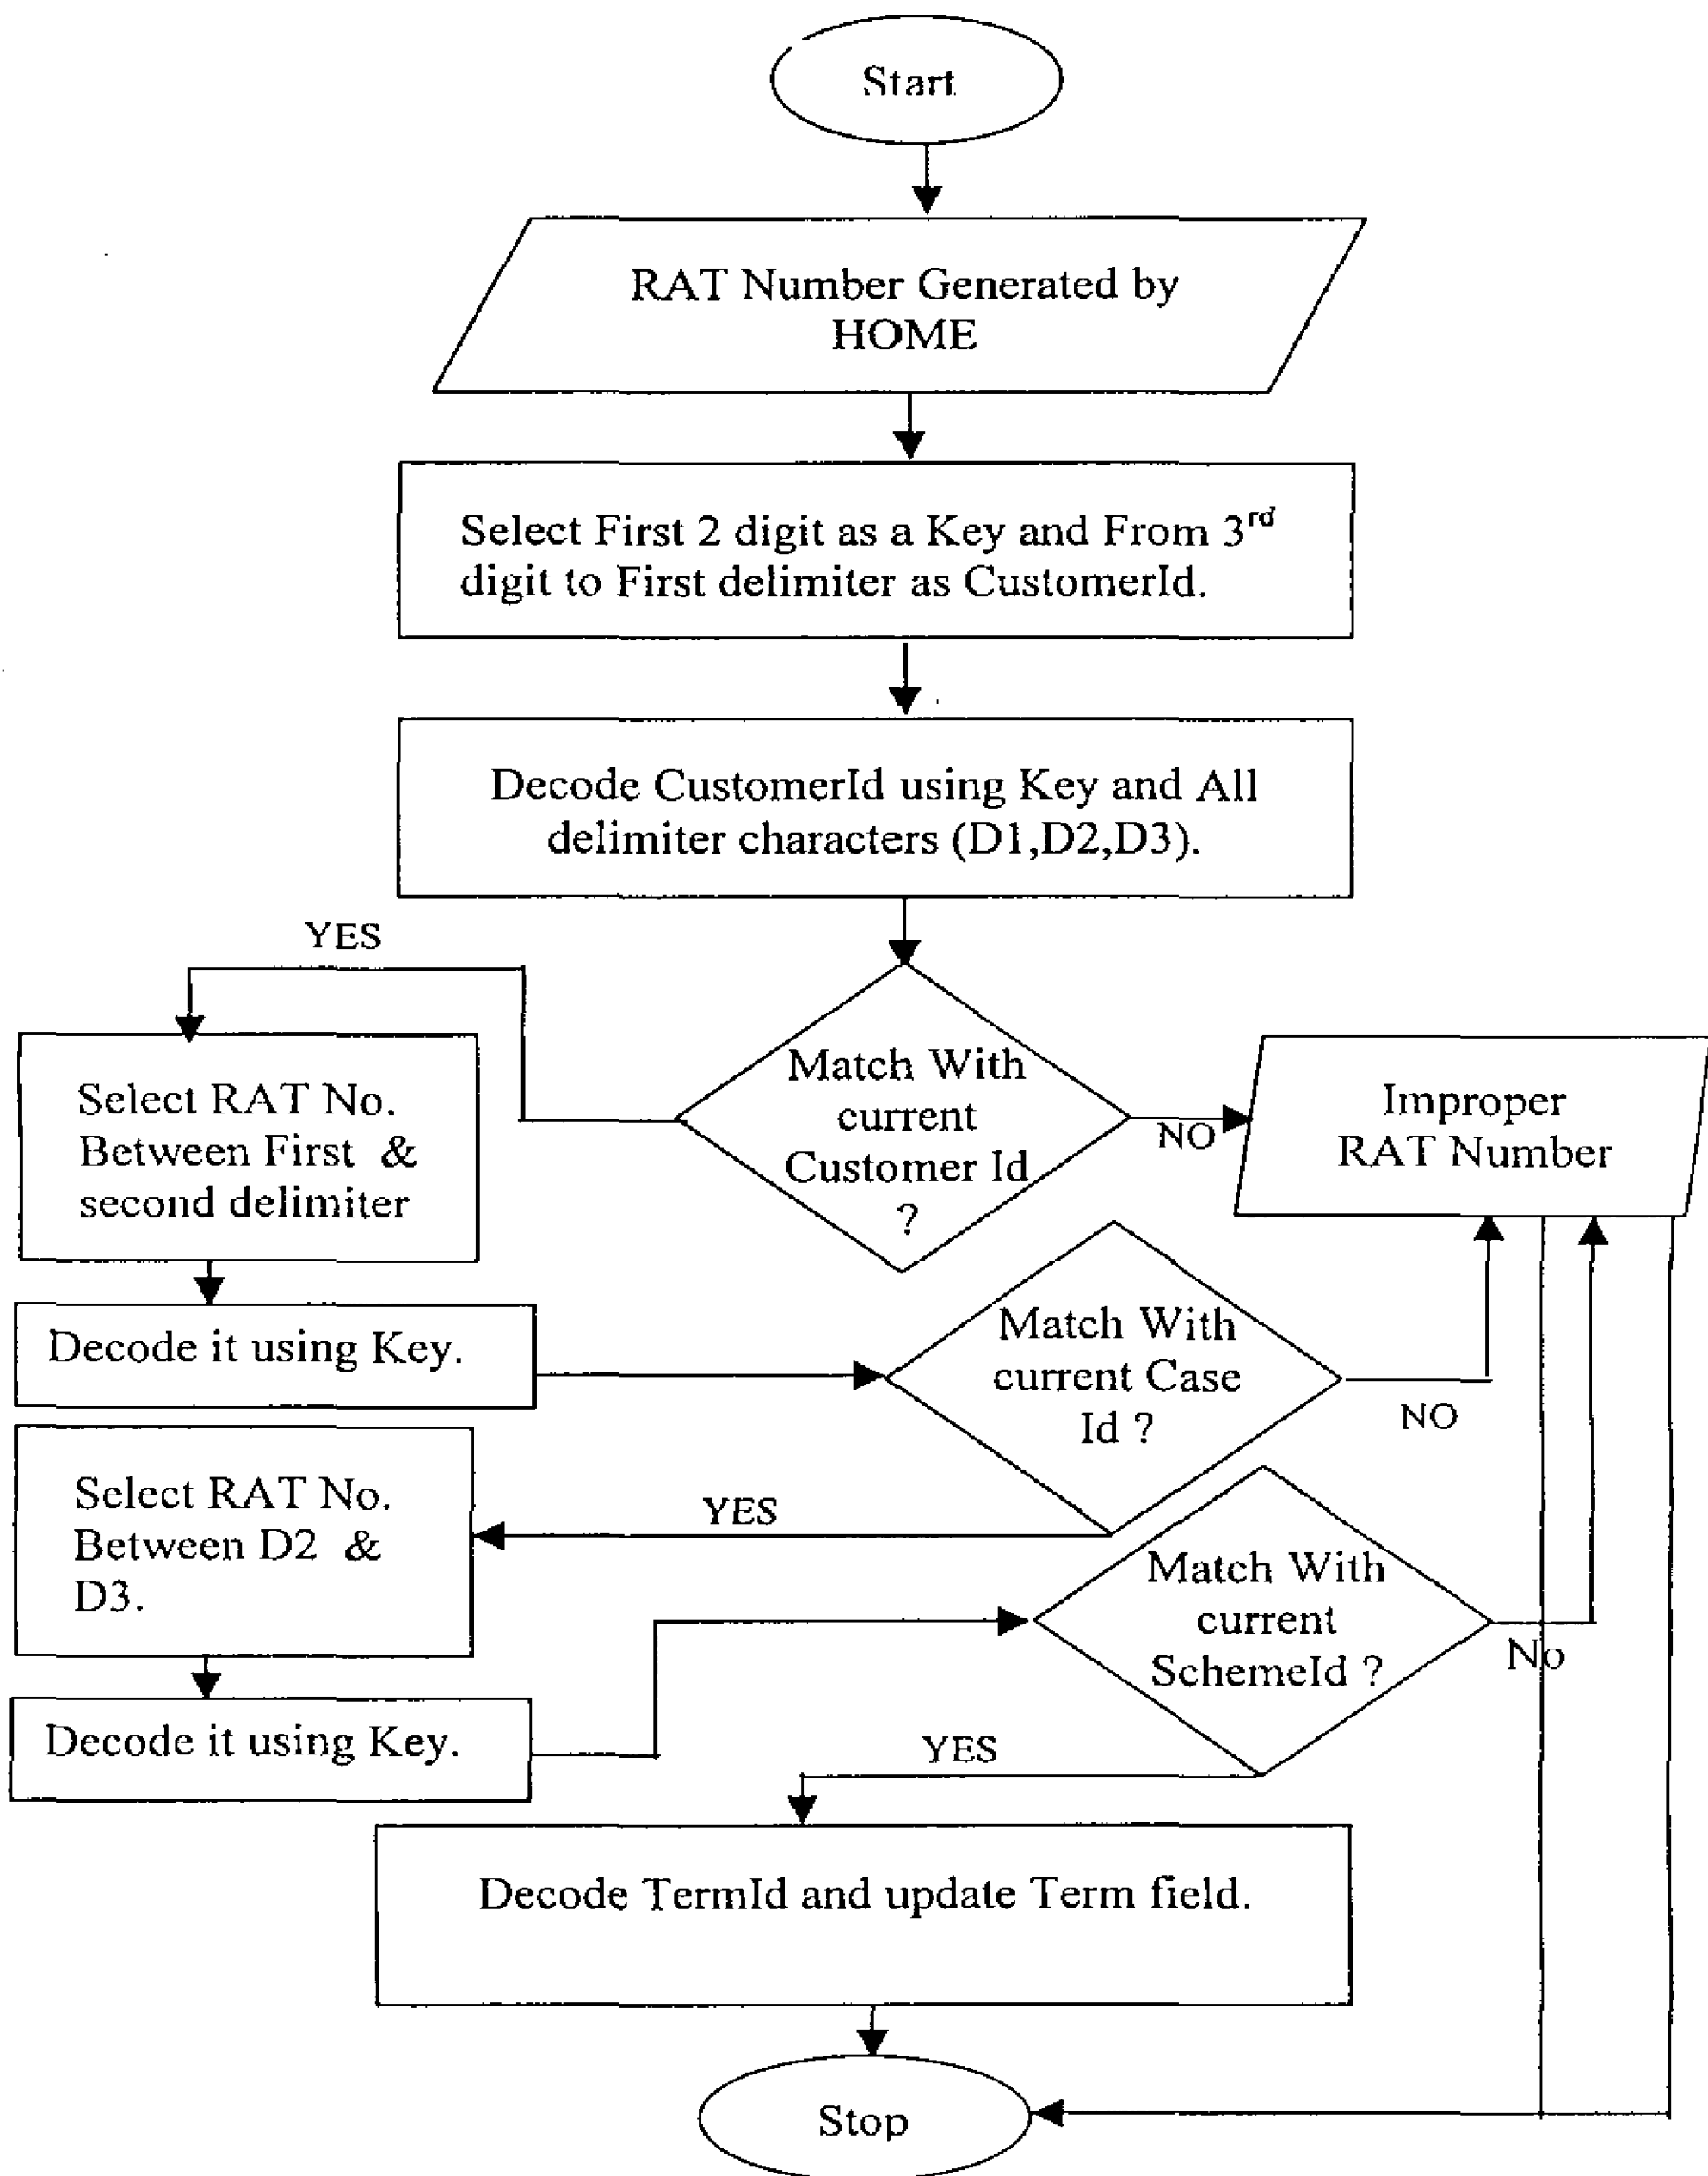 Start
RAT Number Generated by
HOME
Select First 2 digit as a Key and From 3rd
digit to First delimiter as CustomerId.
Decode CustomerId using Key and All
delimiter characters (D1,D2,D3).
YES
Match With
current
Customer Id
?
NO
Improper
RAT Number
Select RAT No.
Between First &
second delimiter
Decode it using Key.
Match With
current Case
Id ?
NO
YES
Select RAT No.
Between D2 &
D3.
Decode it using Key.
Match With
current
SchemeId ?
No
YES
Decode TermId and update Term field.
Stop